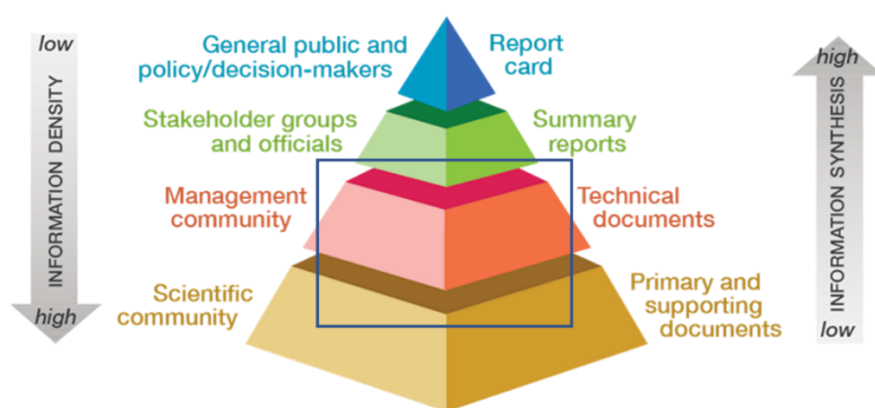 low
INFORMATION DENSITY
high
General public and
policy/decision-makers
Report
card
Stakeholder groups
and officials
Summary
reports
Management
community
Technical
documents
Scientific
community
Primary and
supporting
documents
high
INFORMATION SYNTHESIS
low